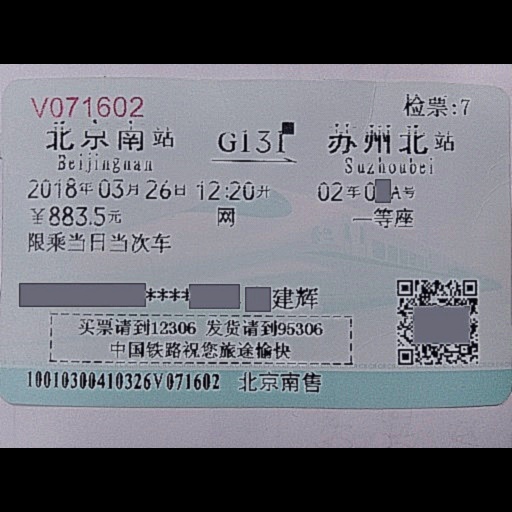 V071602 检票:7
北京南站 G131 苏州北站
Beijingnan Suzhoubei
2018年03月26日 12:20开 02车0A号
￥883.5元 网 一等座
限乘当日当次车
**** 建辉
买票请到12306 发货请到95306
中国铁路祝您旅途愉快
10010300410326V071602 北京南售